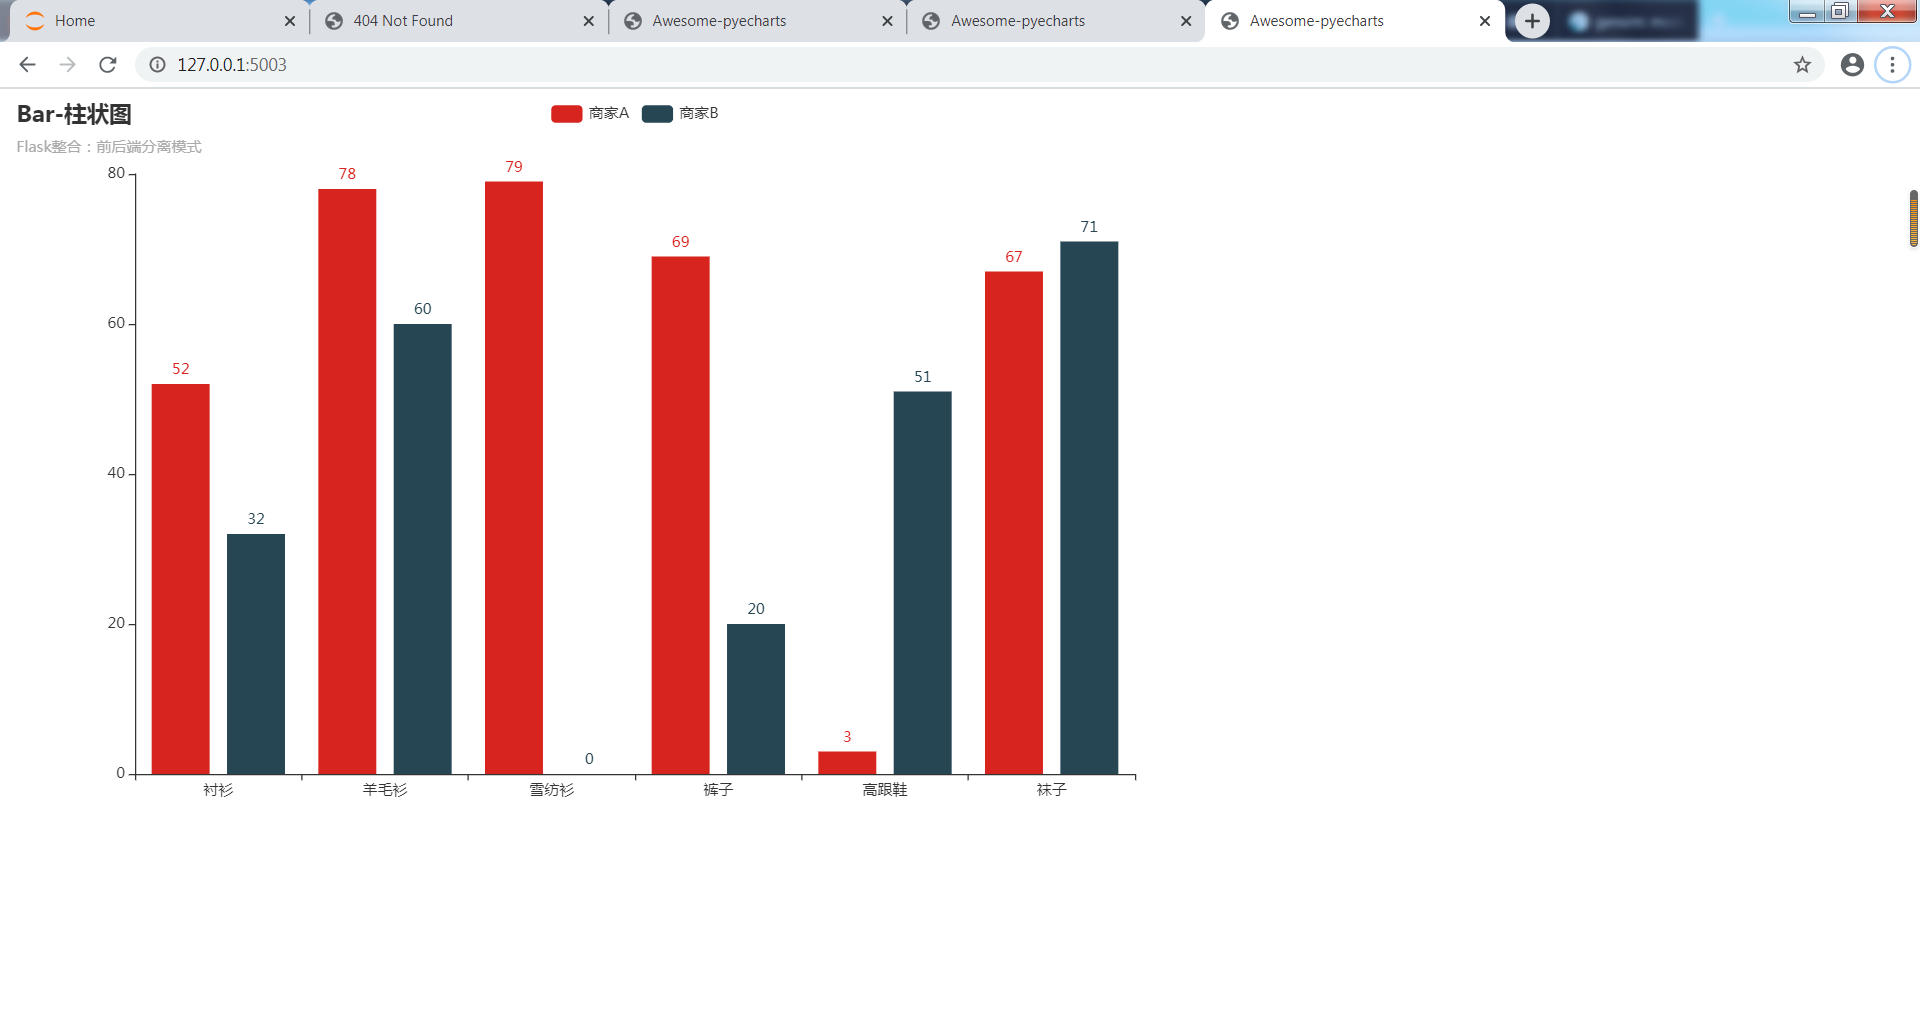 Home
404 Not Found
Awesome-pyecharts
Awesome-pyecharts
Awesome-pyecharts
127.0.0.1:5003
Bar-柱状图
商家A
商家B
Flask整合：前后端分离模式
80
60
40
20
0
52
32
78
60
79
0
69
20
3
51
67
71
衬衫
羊毛衫
雪纺衫
裤子
高跟鞋
袜子